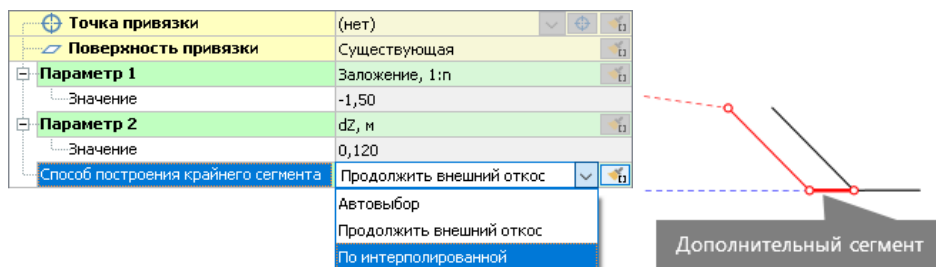 Точка привязки (нет)
Поверхность привязки Существующая
Параметр 1 Заложение, 1:n
Значение -1,50
Параметр 2 dZ, м
Значение 0,120
Способ построения крайнего сегмента Продолжить внешний откос
Автовыбор
Продолжить внешний откос
По интерполированной
Дополнительный сегмент